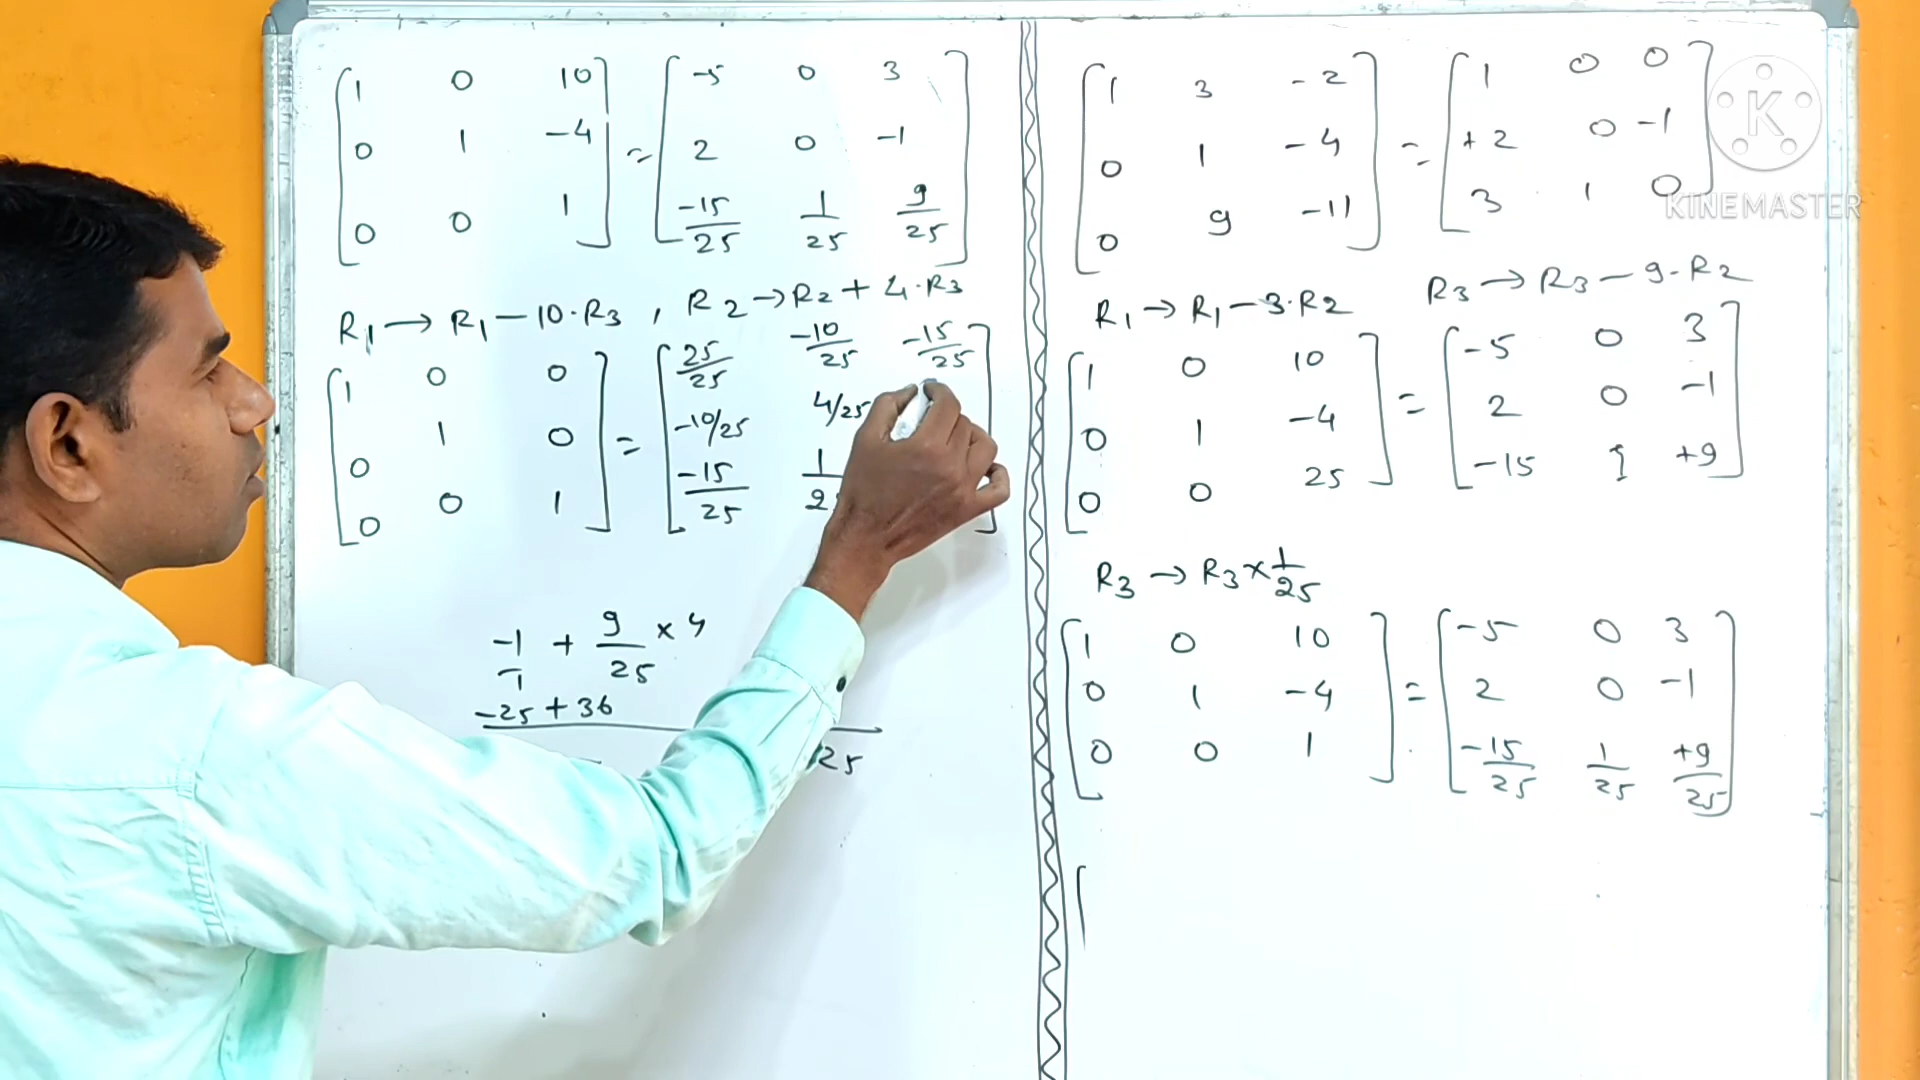 1 0 10 = -5 0 3
0 1 -4 2 0 -1
0 0 1 -15/25 1/25 9/25
R1 → R1 - 10·R3 , R2 → R2 + 4·R3
1 0 0 = 25/25 -10/25 -15/25
0 1 0 -10/25 4/25
0 0 1 -15/25 1
-1/1 + 9/25 × 4
-25 + 36
25
1 3 -2 = 1 0 0
0 1 -4 +2 0 -1
0 9 -11 3 1 0
R1 → R1 - 3·R2 R3 → R3 - 9·R2
1 0 10 = -5 0 3
0 1 -4 2 0 -1
0 0 25 -15 1 +9
R3 → R3 × 1/25
1 0 10 = -5 0 3
0 1 -4 2 0 -1
0 0 1 -15/25 1/25 +9/25
K
KINEMASTER